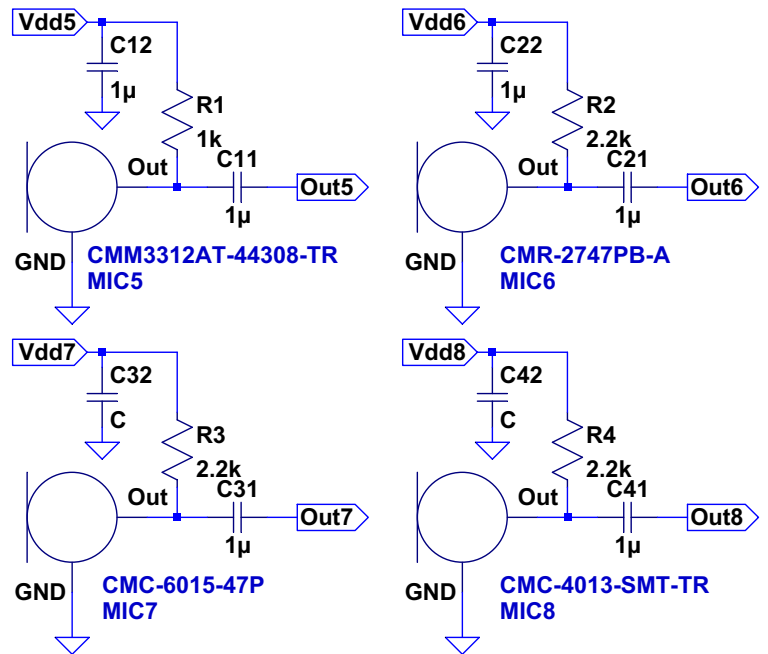 Vdd5
C12
1µ
R1
1k
Out
C11
1µ
Out5
GND
CMM3312AT-44308-TR
MIC5
Vdd6
C22
1µ
R2
2.2k
Out
C21
1µ
Out6
GND
CMR-2747PB-A
MIC6
Vdd7
C32
C
R3
2.2k
Out
C31
1µ
Out7
GND
CMC-6015-47P
MIC7
Vdd8
C42
C
R4
2.2k
Out
C41
1µ
Out8
GND
CMC-4013-SMT-TR
MIC8